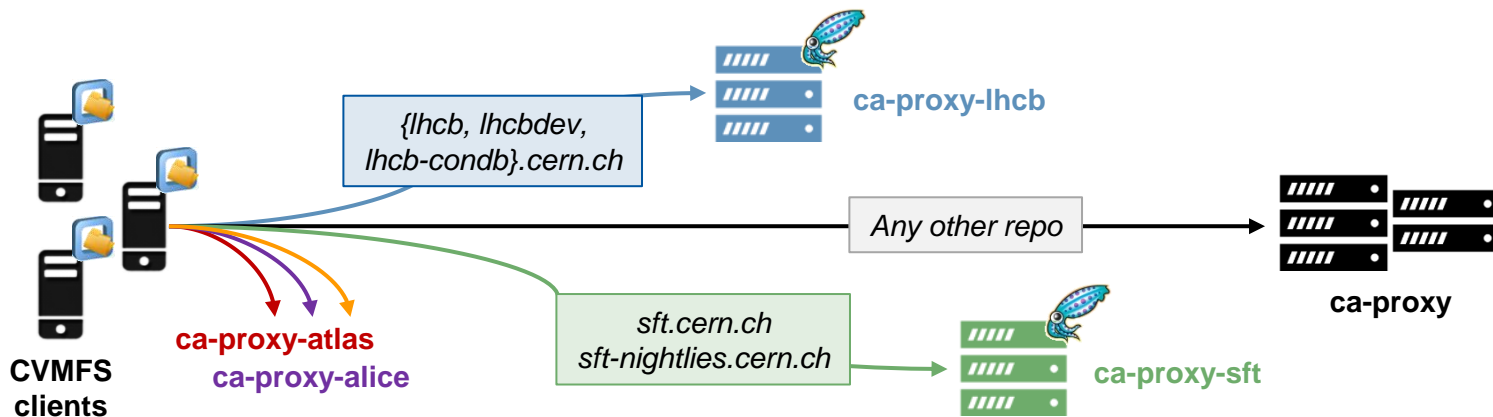 {lhcb, lhcbdev,
lhcb-condb}.cern.ch
ca-proxy-lhcb
Any other repo
ca-proxy
ca-proxy-atlas
ca-proxy-alice
sft.cern.ch
sft-nightlies.cern.ch
ca-proxy-sft
CVMFS
clients